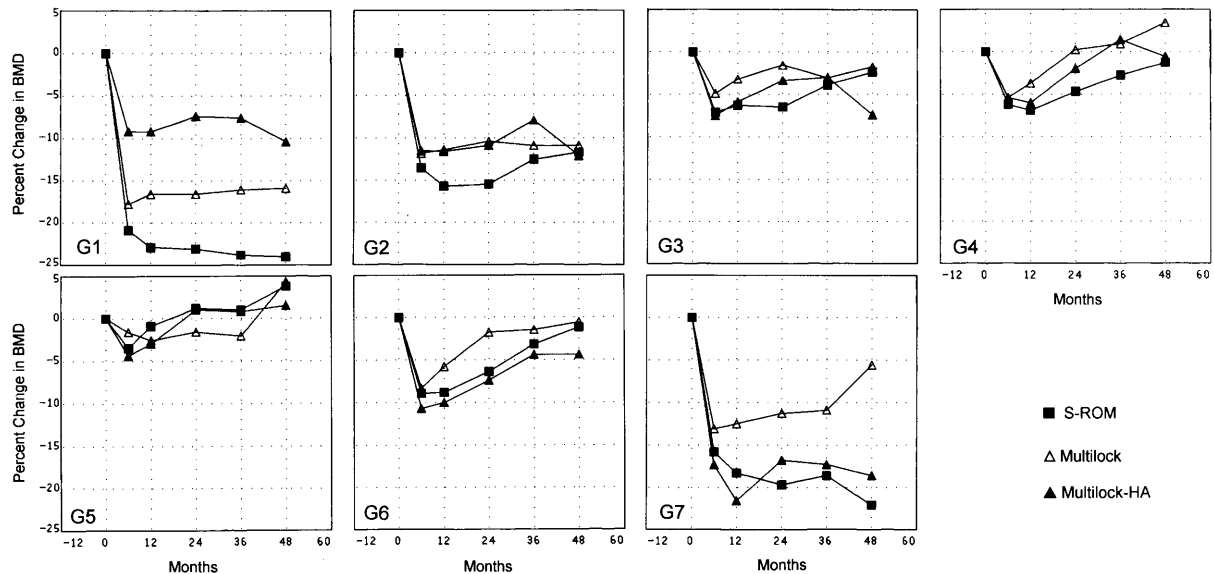 Percent Change in BMD
5
0
−5
−10
−15
−20
−25
G1
G2
G3
G4
−12 0 12 24 36 48 60
Months
Percent Change in BMD
5
0
−5
−10
−15
−20
−25
G5
G6
G7
−12 0 12 24 36 48 60
Months
−12 0 12 24 36 48 60
Months
−12 0 12 24 36 48 60
Months
S-ROM
Multilock
Multilock-HA